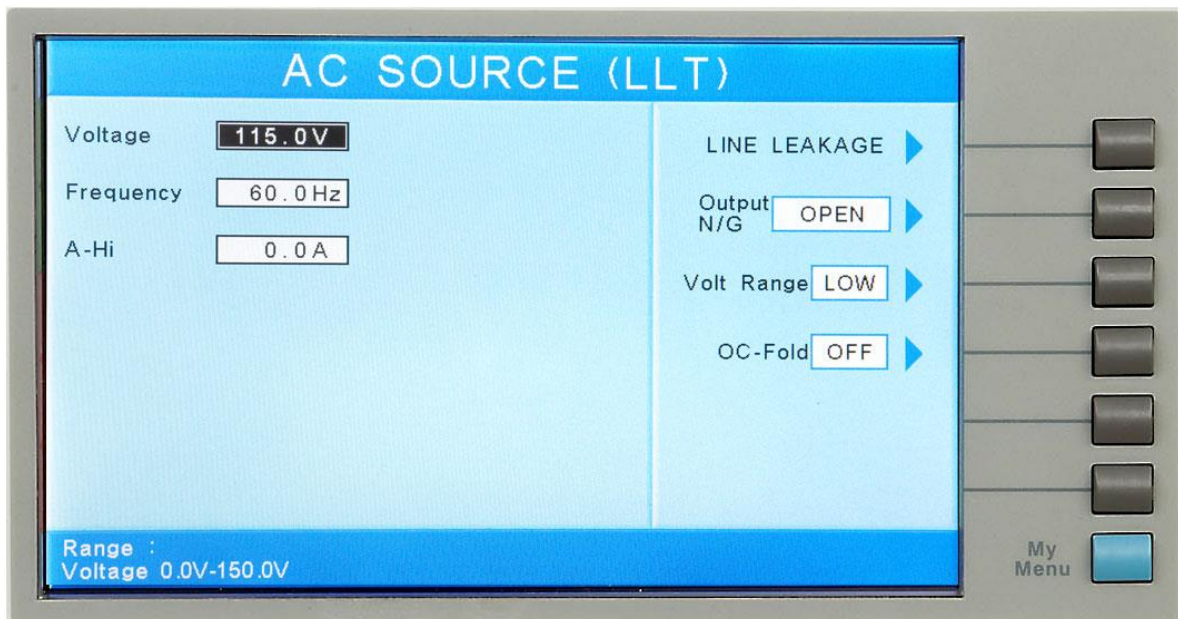 AC SOURCE (LLT)
Voltage 115.0V
Frequency 60.0Hz
A-Hi 0.0A
LINE LEAKAGE
Output
N/G OPEN
Volt Range LOW
OC-Fold OFF
Range :
Voltage 0.0V-150.0V
My
Menu